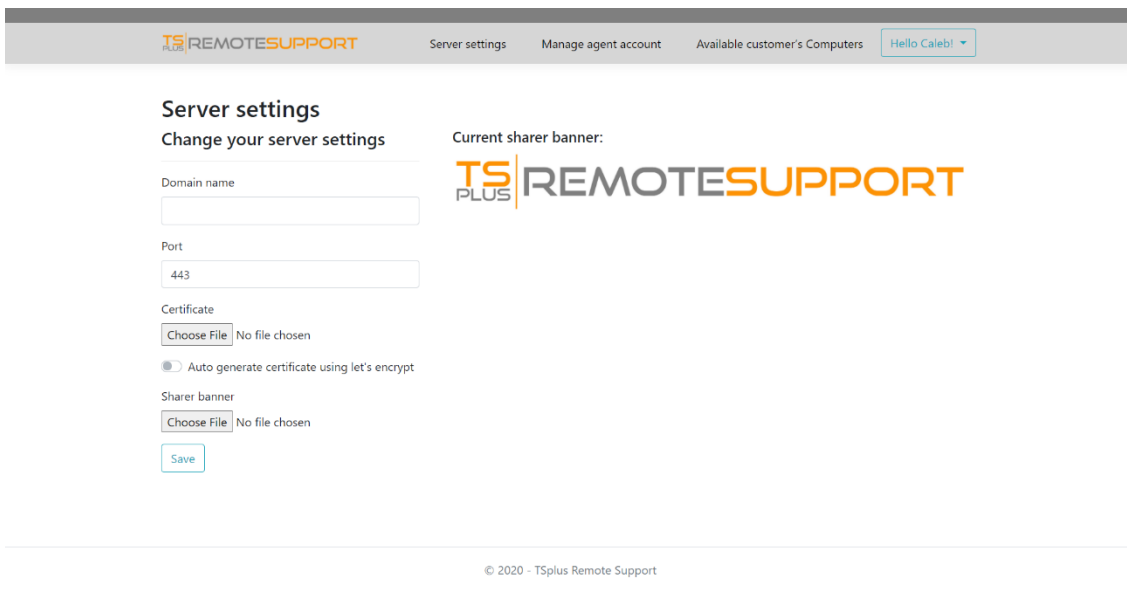 TS PLUS REMOTESUPPORT
Server settings
Manage agent account
Available customer's Computers
Hello Caleb!
Server settings
Change your server settings
Domain name
Port
443
Certificate
Choose File No file chosen
Auto generate certificate using let's encrypt
Sharer banner
Choose File No file chosen
Save
Current sharer banner:
TS PLUS REMOTESUPPORT
© 2020 - TSplus Remote Support